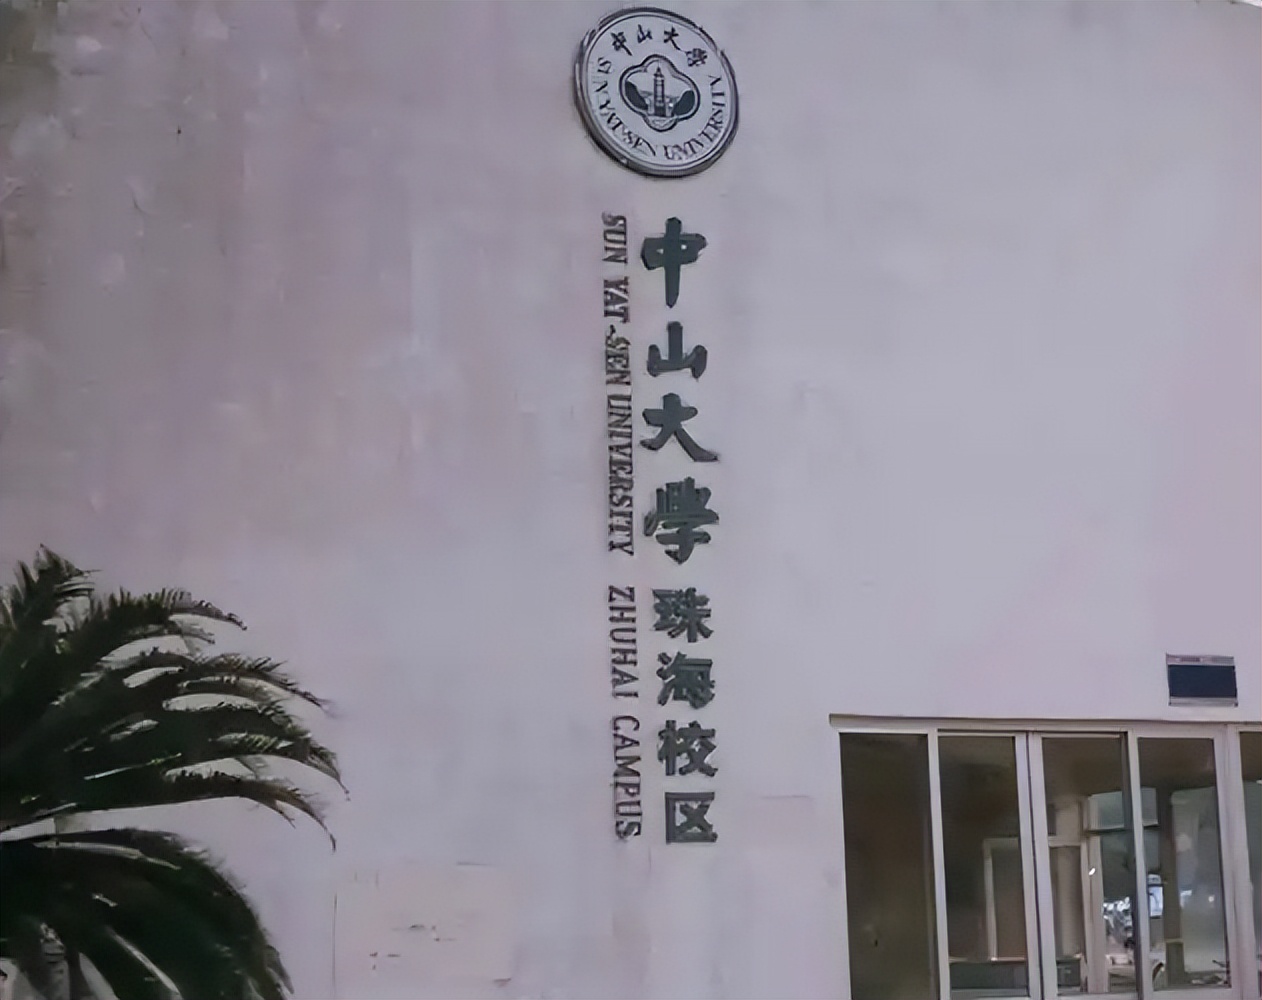 中山大學
SUN YAT-SEN UNIVERSITY
中山大學珠海校区
SUN YAT-SEN UNIVERSITY ZHUHAI CAMPUS